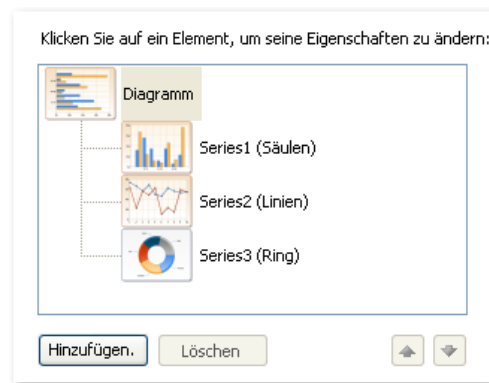 Klicken Sie auf ein Element, um seine Eigenschaften zu ändern:
Diagramm
Series1 (Säulen)
Series2 (Linien)
Series3 (Ring)
Hinzufügen.
Löschen